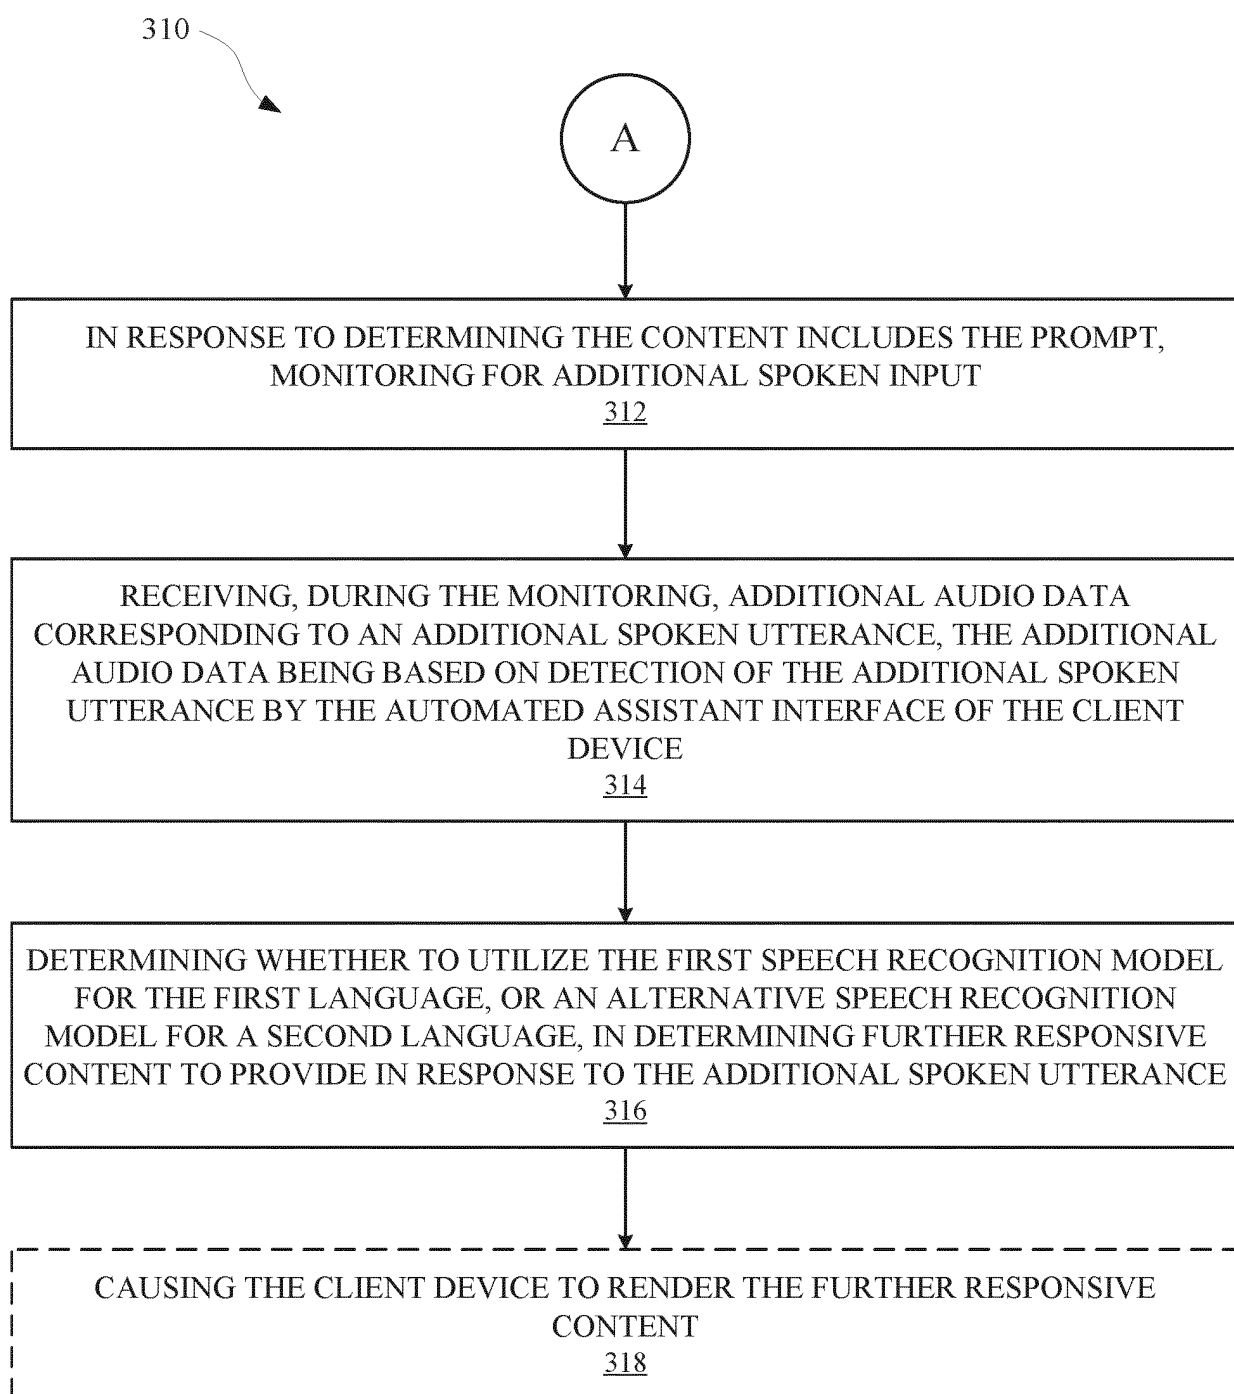 310
A
IN RESPONSE TO DETERMINING THE CONTENT INCLUDES THE PROMPT,
MONITORING FOR ADDITIONAL SPOKEN INPUT
312
RECEIVING, DURING THE MONITORING, ADDITIONAL AUDIO DATA
CORRESPONDING TO AN ADDITIONAL SPOKEN UTTERANCE, THE ADDITIONAL
AUDIO DATA BEING BASED ON DETECTION OF THE ADDITIONAL SPOKEN
UTTERANCE BY THE AUTOMATED ASSISTANT INTERFACE OF THE CLIENT
DEVICE
314
DETERMINING WHETHER TO UTILIZE THE FIRST SPEECH RECOGNITION MODEL
FOR THE FIRST LANGUAGE, OR AN ALTERNATIVE SPEECH RECOGNITION
MODEL FOR A SECOND LANGUAGE, IN DETERMINING FURTHER RESPONSIVE
CONTENT TO PROVIDE IN RESPONSE TO THE ADDITIONAL SPOKEN UTTERANCE
316
CAUSING THE CLIENT DEVICE TO RENDER THE FURTHER RESPONSIVE
CONTENT
318